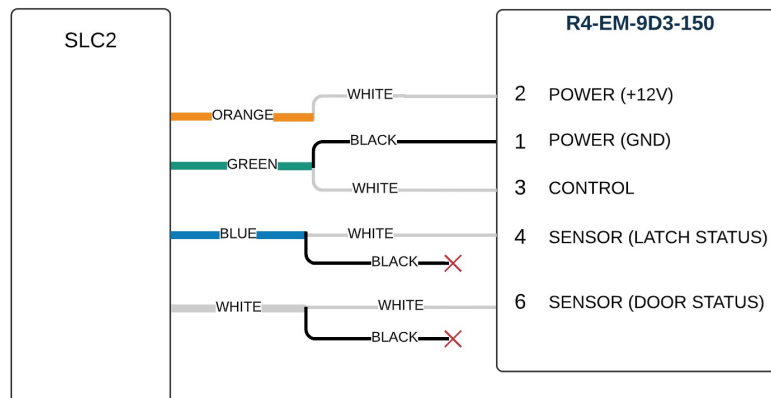 SLC2
R4-EM-9D3-150
WHITE 2 POWER (+12V)
ORANGE
BLACK 1 POWER (GND)
GREEN
WHITE 3 CONTROL
BLUE WHITE 4 SENSOR (LATCH STATUS)
BLACK
WHITE WHITE 6 SENSOR (DOOR STATUS)
BLACK